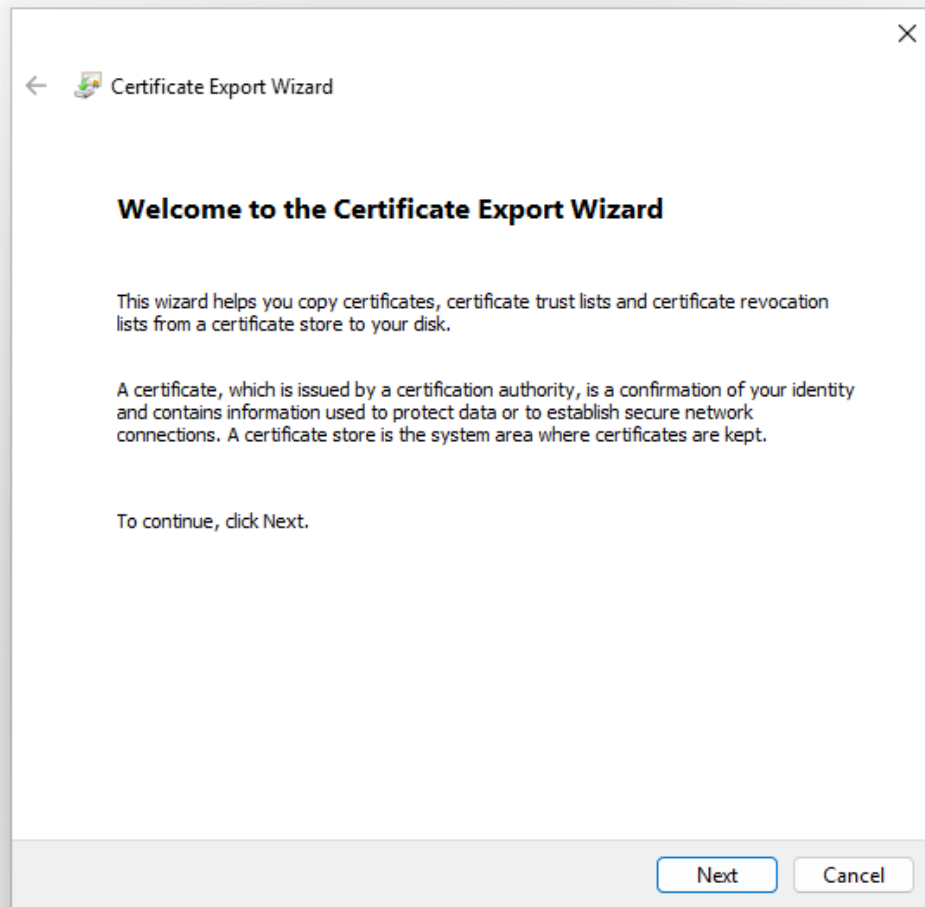 Certificate Export Wizard
Welcome to the Certificate Export Wizard
This wizard helps you copy certificates, certificate trust lists and certificate revocation
lists from a certificate store to your disk.
A certificate, which is issued by a certification authority, is a confirmation of your identity
and contains information used to protect data or to establish secure network
connections. A certificate store is the system area where certificates are kept.
To continue, click Next.
Next
Cancel